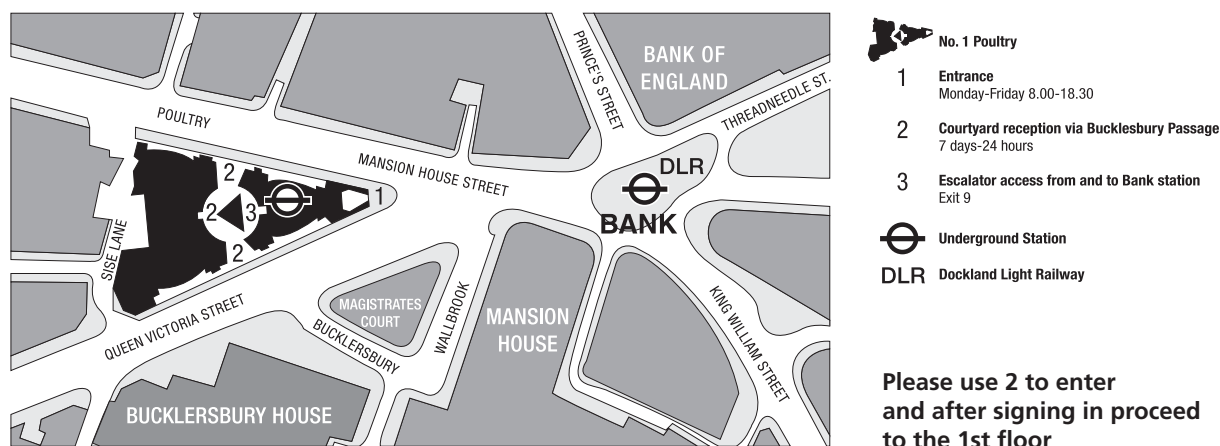 PRINCE'S STREET
BANK OF
ENGLAND
THREADNEEDLE ST.
POULTRY
MANSION HOUSE STREET
DLR
BANK
2
1
2
3
2
SISE LANE
QUEEN VICTORIA STREET
MAGISTRATES
COURT
BUCKLERSBURY
WALLBROOK
MANSION
HOUSE
KING WILLIAM STREET
BUCKLERSBURY HOUSE
No. 1 Poultry
1 Entrance
Monday-Friday 8.00-18.30
2 Courtyard reception via Bucklesbury Passage
7 days-24 hours
3 Escalator access from and to Bank station
Exit 9
Underground Station
DLR Dockland Light Railway
Please use 2 to enter
and after signing in proceed
to the 1st floor